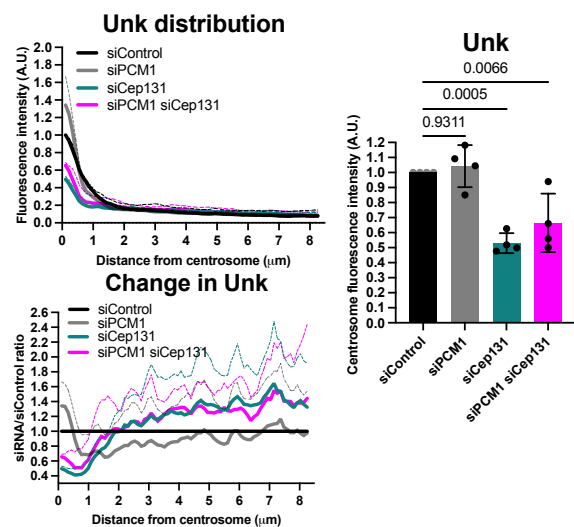 Unk distribution
Fluorescence intensity (A.U.)
2.0
1.8
1.6
1.4
1.2
1.0
0.8
0.6
0.4
0.2
0.0
siControl
siPCM1
siCep131
siPCM1 siCep131
0 1 2 3 4 5 6 7 8
Distance from centrosome (μm)
Change in Unk
siRNA/siControl ratio
2.6
2.4
2.2
2.0
1.8
1.6
1.4
1.2
1.0
0.8
0.6
0.4
siControl
siPCM1
siCep131
siPCM1 siCep131
0 1 2 3 4 5 6 7 8
Distance from centrosome (μm)
Unk
0.0066
0.0005
0.9311
Centrosome fluorescence intensity (A.U.)
1.2
1.1
1.0
0.9
0.8
0.7
0.6
0.5
0.4
0.3
0.2
0.1
0.0
siControl
siPCM1
siCep131
siPCM1 siCep131